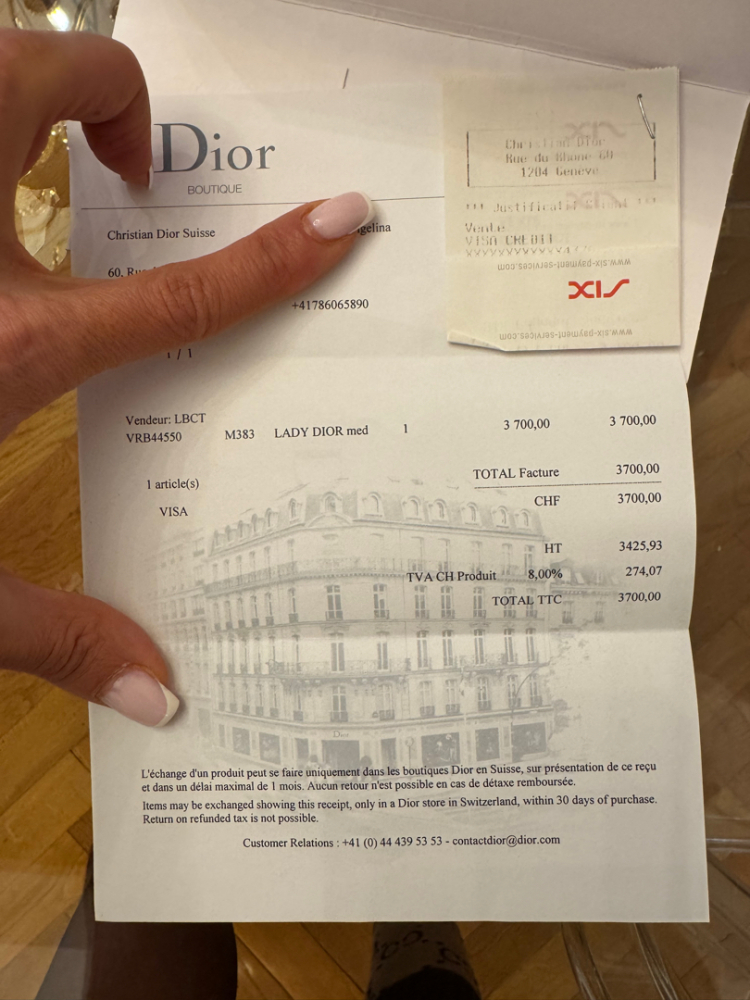 Dior
BOUTIQUE
Christian Dior Suisse
gelina
60, Ru
+41786065890
1 / 1
Christian Dior
Rue du Rhone 60
1204 Geneve
Vente
VISA CREDIT
www.six-payment-services.com
SIX
www.six-payment-services.com
Vendeur: LBCT
VRB44550 M383 LADY DIOR med 1 3 700,00 3 700,00
TOTAL Facture 3700,00
1 article(s)
CHF 3700,00
VISA
HT 3425,93
TVA CH Produit 8,00% 274,07
TOTAL TTC 3700,00
Dior
L'échange d'un produit peut se faire uniquement dans les boutiques Dior en Suisse, sur présentation de ce reçu
et dans un délai maximal de 1 mois. Aucun retour n'est possible en cas de détaxe remboursée.
Items may be exchanged showing this receipt, only in a Dior store in Switzerland, within 30 days of purchase.
Return on refunded tax is not possible.
Customer Relations : +41 (0) 44 439 53 53 - contactdior@dior.com